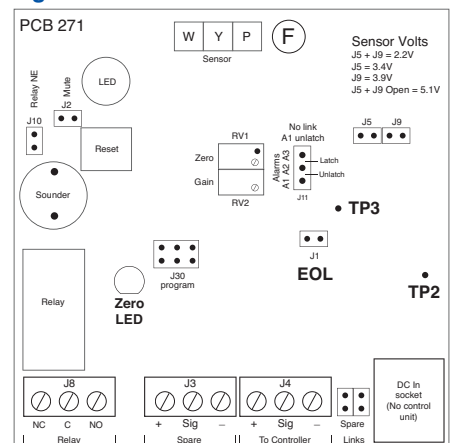 PCB 271
W Y P
F
Sensor
Sensor Volts
J5 + J9 = 2.2V
J5 = 3.4V
J9 = 3.9V
J5 + J9 Open = 5.1V
Relay NE
Mute
LED
J2
J10
Reset
J5 J9
RV1
Zero
Gain
RV2
No link
A1 unlatch
Alarms
A1 A2 A3
Latch
Unlatch
J11
Sounder
TP3
J1
EOL
TP2
J30
program
Relay
Zero
LED
J8
NC C NO
Relay
J3
+ Sig –
Spare
J4
+ Sig –
To Controller
Spare
Links
DC In
socket
(No control
unit)